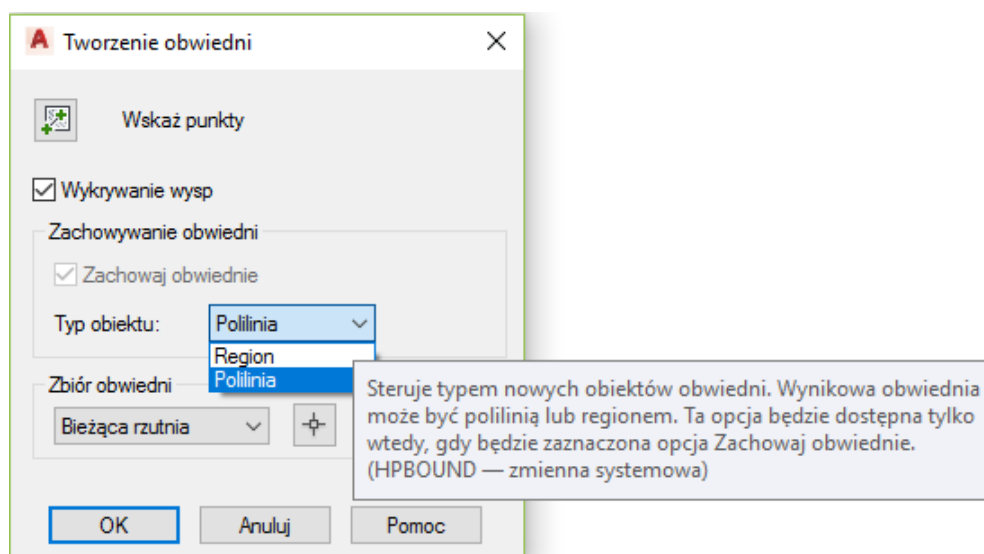 Tworzenie obwiedni
Wskaż punkty
Wykrywanie wysp
Zachowywanie obwiedni
Zachowaj obwiednie
Typ obiektu:
Polilinia
Region
Polilinia
Zbiór obwiedni
Bieżąca rzutnia
Steruje typem nowych obiektów obwiedni. Wynikowa obwiednia
może być polilinią lub regionem. Ta opcja będzie dostępna tylko
wtedy, gdy będzie zaznaczona opcja Zachowaj obwiednie.
(HPBOUND — zmienna systemowa)
OK
Anuluj
Pomoc